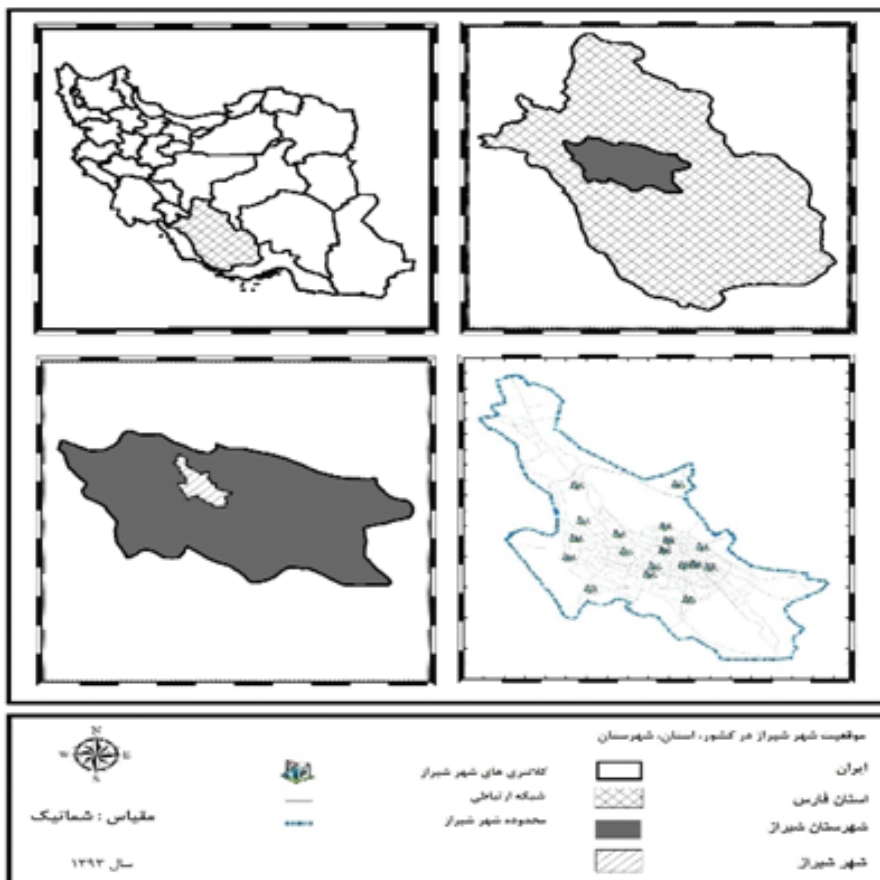 موقعیت شهر شیراز در کشور، استان، شهرستان
ایران
استان فارس
شهرستان شیراز
شهر شیراز
کلانتری های شهر شیراز
شبکه ارتباطی
محدوده شهر شیراز
N
W E
S
مقیاس : شماتیک
سال ۱۳۹۳